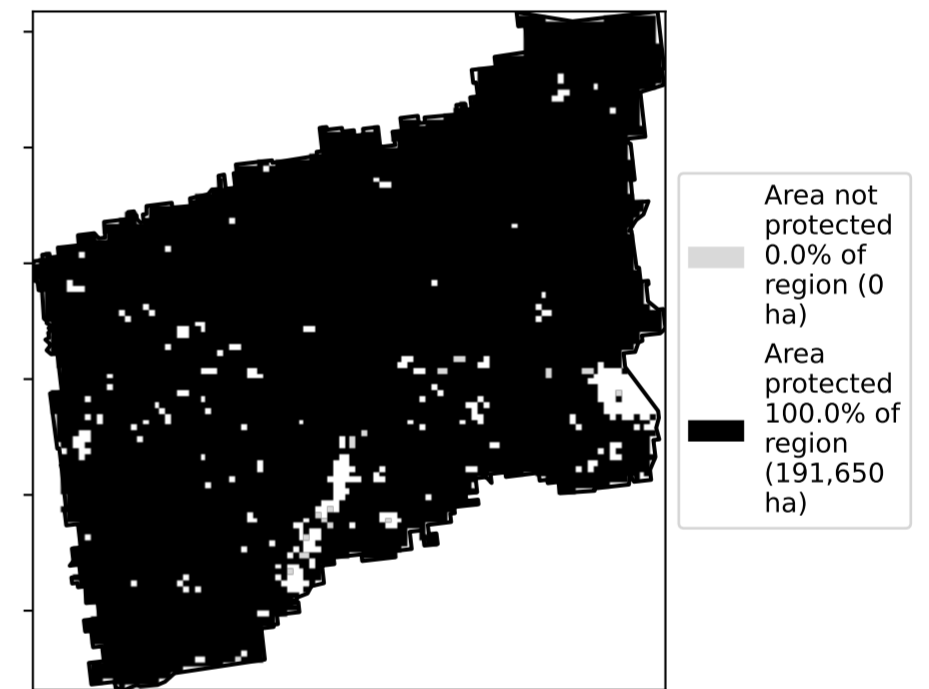 Area not
protected
0.0% of
region (0
ha)
Area
protected
100.0% of
region
(191,650
ha)